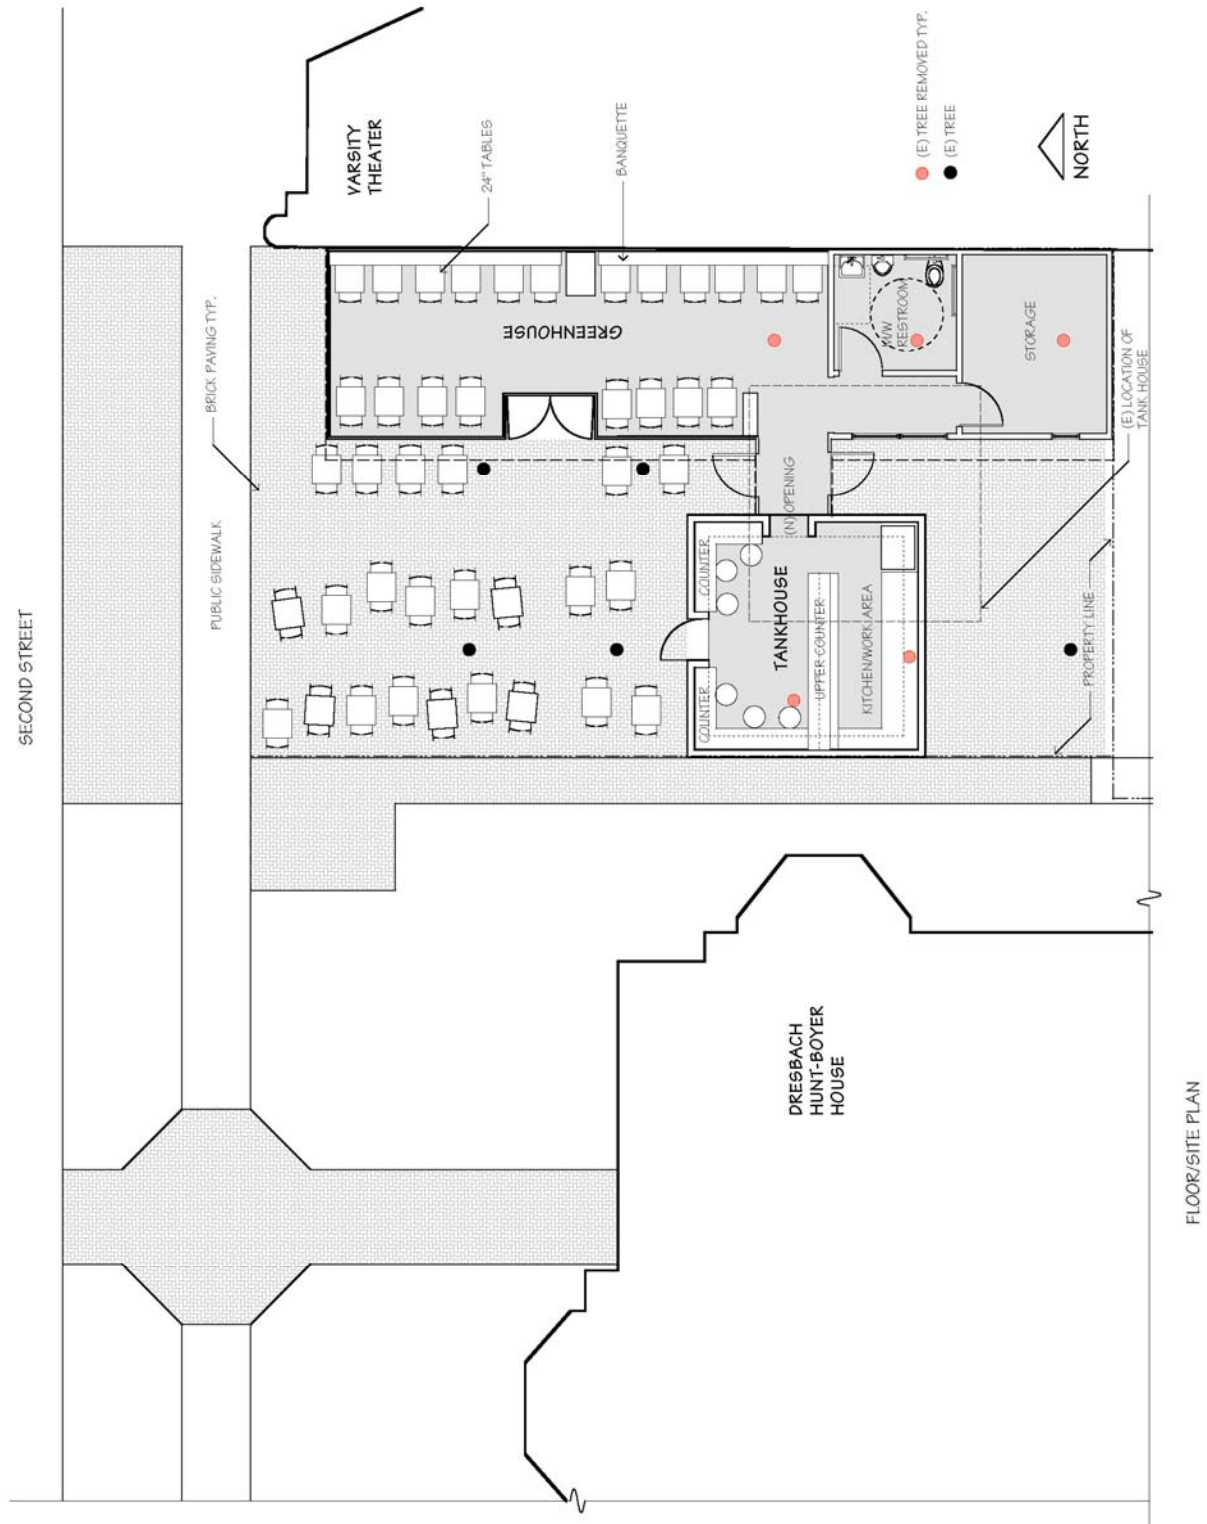 SECOND STREET
PUBLIC SIDEWALK
BRICK PAVING TYP.
VARSITY
THEATER
24" TABLES
BANQUETTE
(E) TREE REMOVED TYP.
(E) TREE
NORTH
GREENHOUSE
RESTROOM
STORAGE
(E) LOCATION OF
TANK HOUSE
(N) OPENING
COUNTER
COUNTER
TANKHOUSE
UPPER COUNTER
KITCHEN/WORK AREA
PROPERTY LINE
DRESBACH
HUNT-BOYER
HOUSE
FLOOR/SITE PLAN